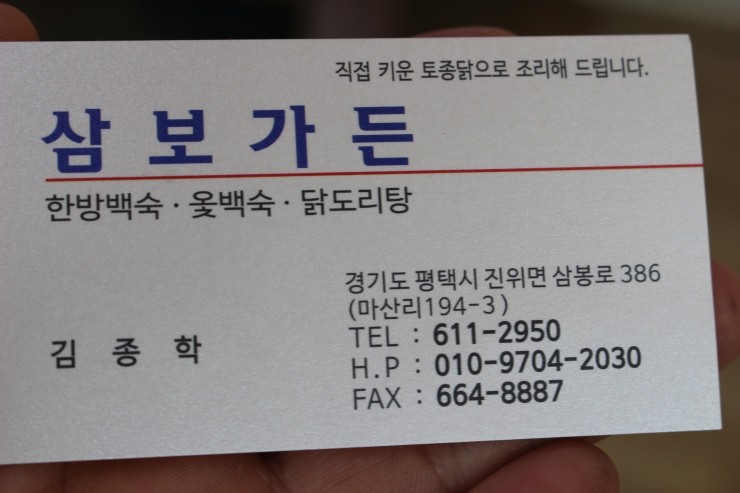 직접 키운 토종닭으로 조리해 드립니다.
삼보가든
한방백숙 · 옻백숙 · 닭도리탕
경기도 평택시 진위면 삼봉로 386
(마산리194-3)
김 종 학
TEL : 611-2950
H.P : 010-9704-2030
FAX : 664-8887